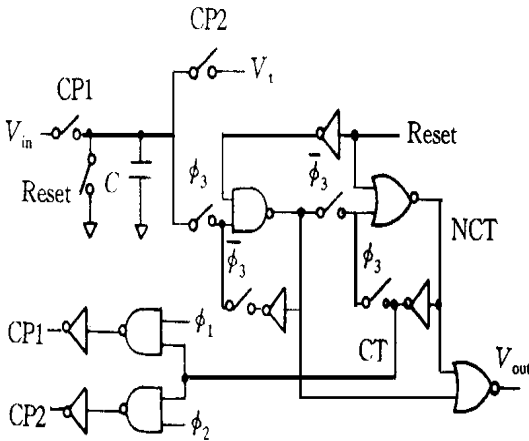 CP2
V_t
CP1
V_in
Reset
Reset
C
ϕ_3
ϕ̅_3
NCT
ϕ̅_3
ϕ_3
CP1
ϕ_1
CT
V_out
CP2
ϕ_2